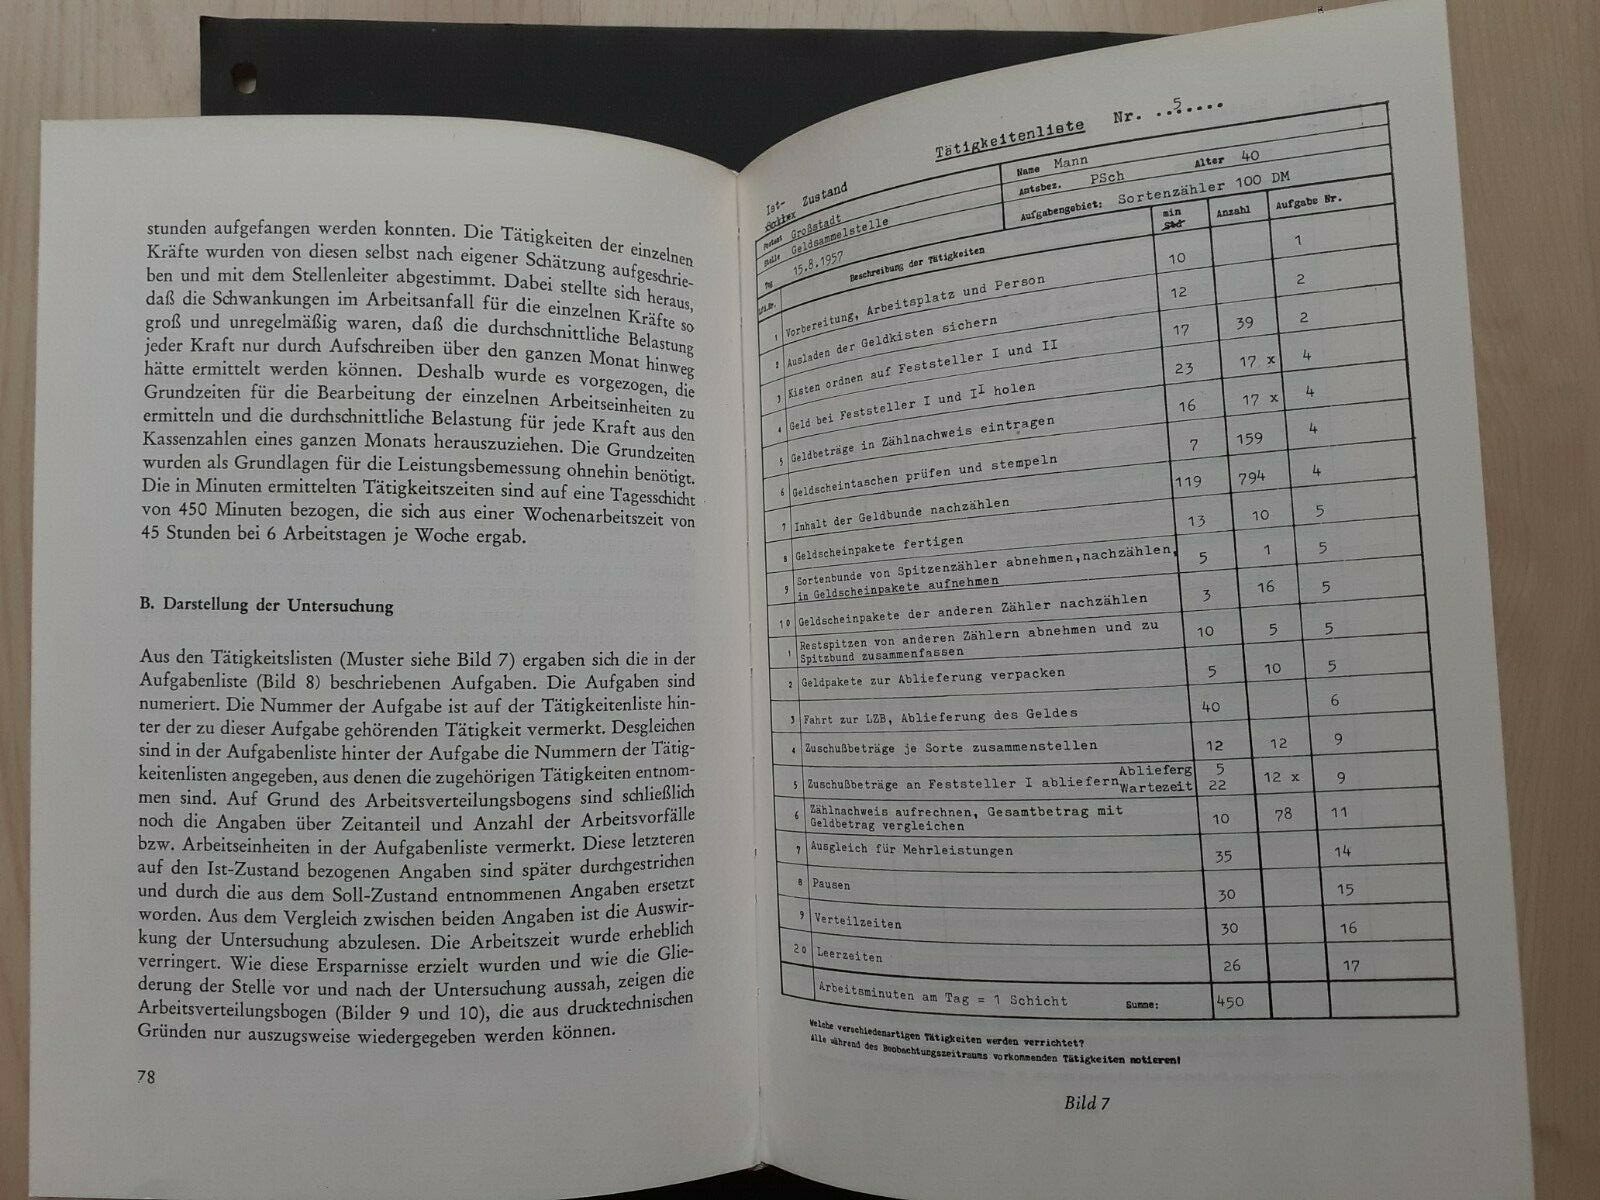 stunden aufgefangen werden konnten. Die Tätigkeiten der einzelnen
Kräfte wurden von diesen selbst nach eigener Schätzung aufgeschrie-
ben und mit dem Stellenleiter abgestimmt. Dabei stellte sich heraus,
daß die Schwankungen im Arbeitsanfall für die einzelnen Kräfte so
groß und unregelmäßig waren, daß die durchschnittliche Belastung
jeder Kraft nur durch Aufschreiben über den ganzen Monat hinweg
hätte ermittelt werden können. Deshalb wurde es vorgezogen, die
Grundzeiten für die Bearbeitung der einzelnen Arbeitseinheiten zu
ermitteln und die durchschnittliche Belastung für jede Kraft aus den
Kassenzahlen eines ganzen Monats herauszuziehen. Die Grundzeiten
wurden als Grundlagen für die Leistungsbemessung ohnehin benötigt.
Die in Minuten ermittelten Tätigkeitszeiten sind auf eine Tagesschicht
von 450 Minuten bezogen, die sich aus einer Wochenarbeitszeit von
45 Stunden bei 6 Arbeitstagen je Woche ergab.
B. Darstellung der Untersuchung
Aus den Tätigkeitslisten (Muster siehe Bild 7) ergaben sich die in der
Aufgabenliste (Bild 8) beschriebenen Aufgaben. Die Aufgaben sind
numeriert. Die Nummer der Aufgabe ist auf der Tätigkeitenliste hin-
ter der zu dieser Aufgabe gehörenden Tätigkeit vermerkt. Desgleichen
sind in der Aufgabenliste hinter der Aufgabe die Nummern der Tätig-
keitenlisten angegeben, aus denen die zugehörigen Tätigkeiten entnom-
men sind. Auf Grund des Arbeitsverteilungsbogens sind schließlich
noch die Angaben über Zeitanteil und Anzahl der Arbeitsvorfälle
bzw. Arbeitseinheiten in der Aufgabenliste vermerkt. Diese letzteren
auf den Ist-Zustand bezogenen Angaben sind später durchgestrichen
und durch die aus dem Soll-Zustand entnommenen Angaben ersetzt
worden. Aus dem Vergleich zwischen beiden Angaben ist die Auswir-
kung der Untersuchung abzulesen. Die Arbeitszeit wurde erheblich
verringert. Wie diese Ersparnisse erzielt wurden und wie die Glie-
derung der Stelle vor und nach der Untersuchung aussah, zeigen die
Arbeitsverteilungsbogen (Bilder 9 und 10), die aus drucktechnischen
Gründen nur auszugsweise wiedergegeben werden können.
78
Tätigkeitenliste Nr. ..5....
Ist- Zustand
Name Mann Alter 40
Amtsbez. PSch
Aufgabengebiet: Sortenzähler 100 DM
Postamt Großstadt
Stelle Geldsammelstelle
Tag 15.8.1957
Lfd.Nr. Beschreibung der Tätigkeiten min Std Anzahl Aufgabe Nr.
1 Vorbereitung, Arbeitsplatz und Person 10 1
2 Ausladen der Geldkisten sichern 12 2
3 Kisten ordnen auf Feststeller I und II 17 39 2
4 Geld bei Feststeller I und II holen 23 17 x 4
5 Geldbeträge in Zählnachweis eintragen 16 17 x 4
6 Geldscheintaschen prüfen und stempeln 7 159 4
7 Inhalt der Geldbunde nachzählen 119 794 4
8 Geldscheinpakete fertigen 13 10 5
9 Sortenbunde von Spitzenzähler abnehmen,nachzählen, 5 1 5
in Geldscheinpakete aufnehmen
10 Geldscheinpakete der anderen Zähler nachzählen 3 16 5
1 Restspitzen von anderen Zählern abnehmen und zu 10 5 5
Spitzbund zusammenfassen
2 Geldpakete zur Ablieferung verpacken 5 10 5
3 Fahrt zur LZB, Ablieferung des Geldes 40 6
4 Zuschußbeträge je Sorte zusammenstellen 12 12 9
5 Zuschußbeträge an Feststeller I abliefern Ablieferg 5 12 x 9
Wartezeit 22
6 Zählnachweis aufrechnen, Gesamtbetrag mit 10 78 11
Geldbetrag vergleichen
7 Ausgleich für Mehrleistungen 35 14
8 Pausen 30 15
9 Verteilzeiten 30 16
20 Leerzeiten 26 17
Arbeitsminuten am Tag = 1 Schicht Summe: 450
Welche verschiedenartigen Tätigkeiten werden verrichtet?
Alle während des Beobachtungszeitraums vorkommenden Tätigkeiten notieren!
Bild 7